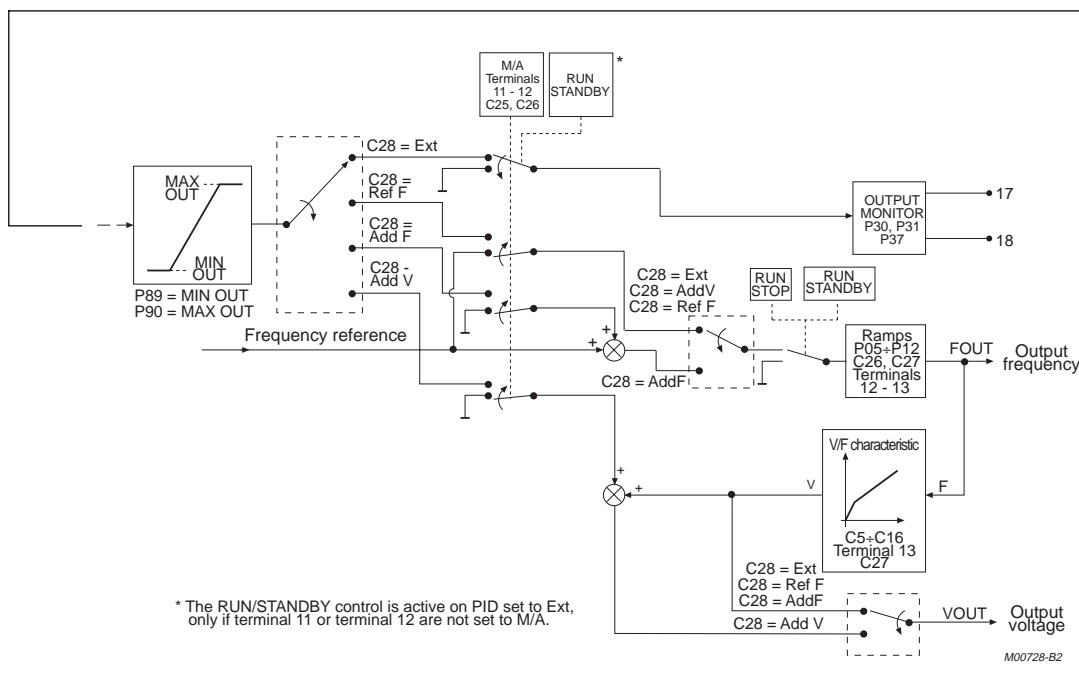 M/A
Terminals
11 - 12
C25, C26
RUN
STANDBY
*
C28 = Ext
MAX
OUT
MIN
OUT
P89 = MIN OUT
P90 = MAX OUT
C28 =
Ref F
C28 =
Add F
C28 -
Add V
OUTPUT
MONITOR
P30, P31
P37
17
18
Frequency reference
+
+
C28 = Ext
C28 = AddV
C28 = Ref F
C28 = AddF
RUN
STOP
RUN
STANDBY
Ramps
P05÷P12
C26, C27
Terminals
12 - 13
FOUT
Output
frequency
V/F characteristic
V
F
C5÷C16
Terminal 13
C27
+
+
C28 = Ext
C28 = Ref F
C28 = AddF
C28 = Add V
VOUT
Output
voltage
* The RUN/STANDBY control is active on PID set to Ext,
only if terminal 11 or terminal 12 are not set to M/A.
M00728-B2